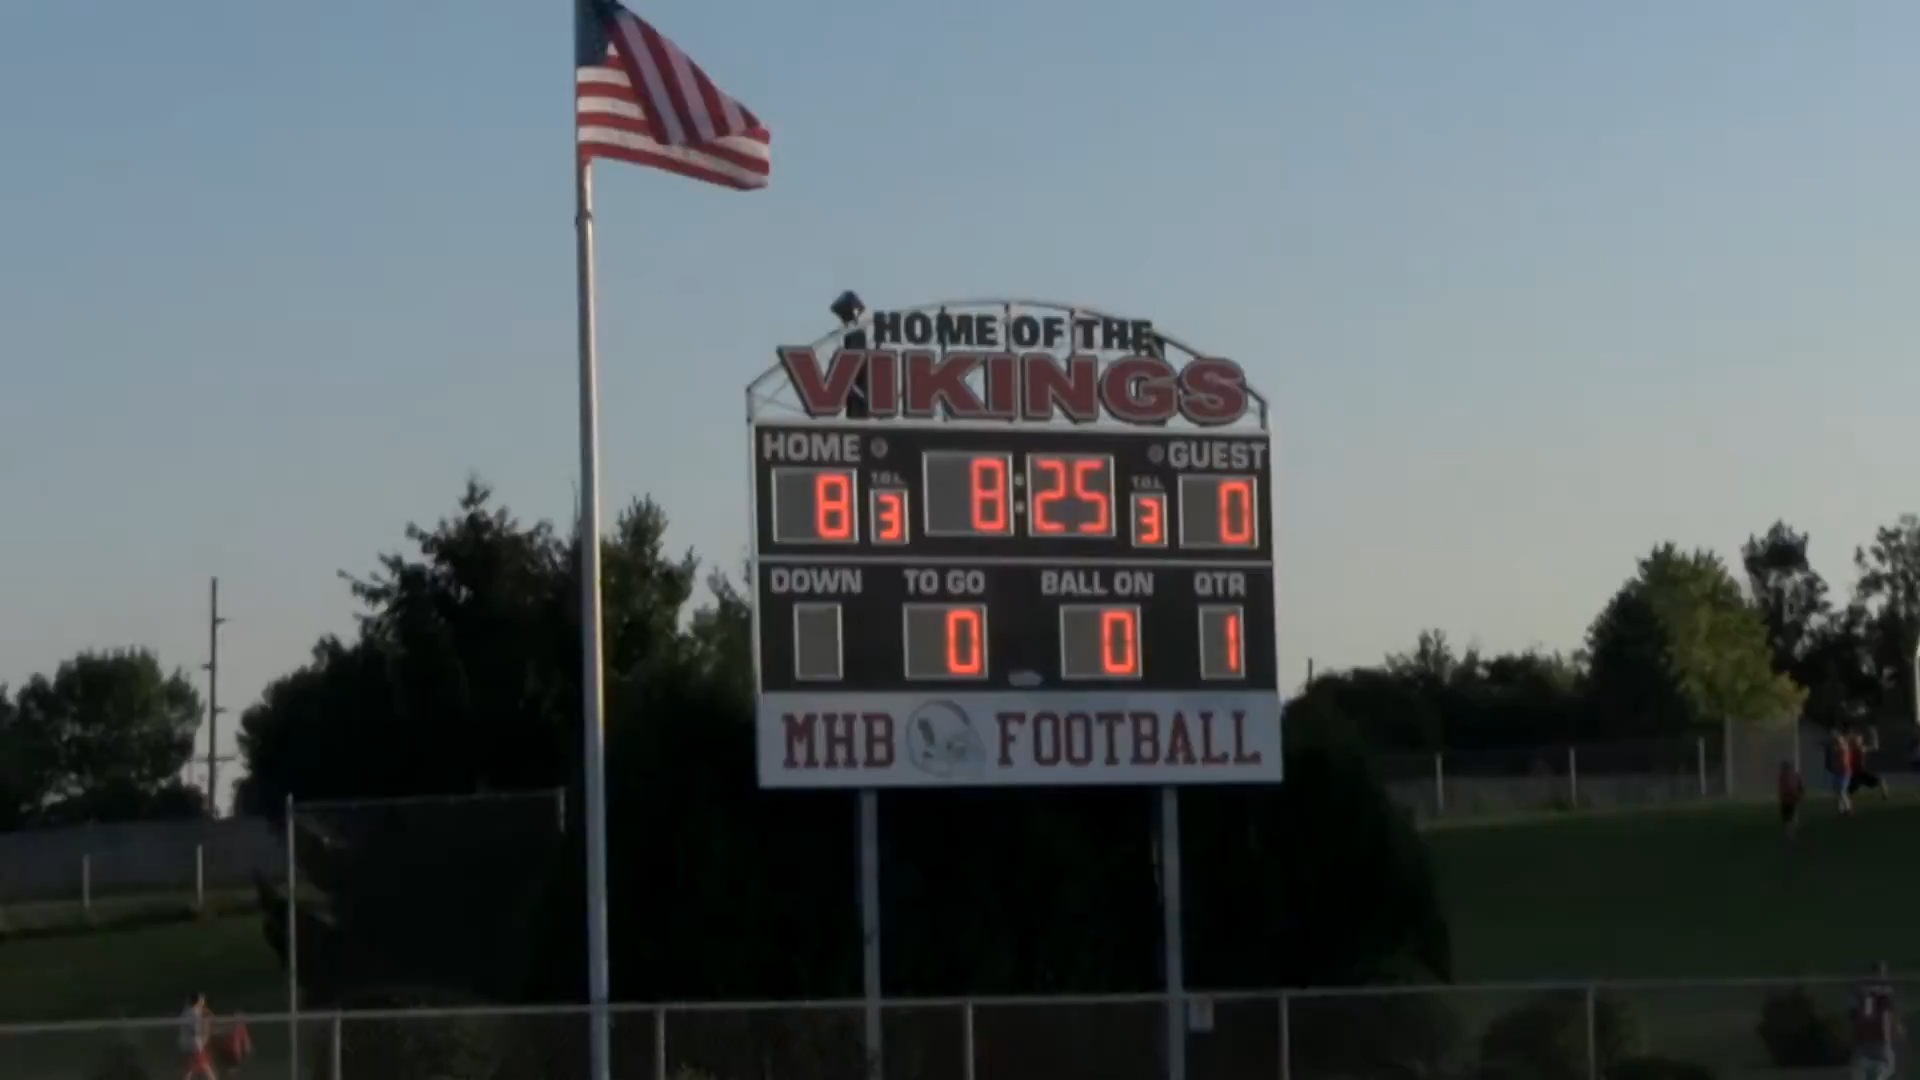 HOME OF THE
VIKINGS
HOME GUEST
T.O.L. T.O.L.
8 3 8:25 3 0
DOWN TO GO BALL ON QTR
0 0 1
MHB FOOTBALL